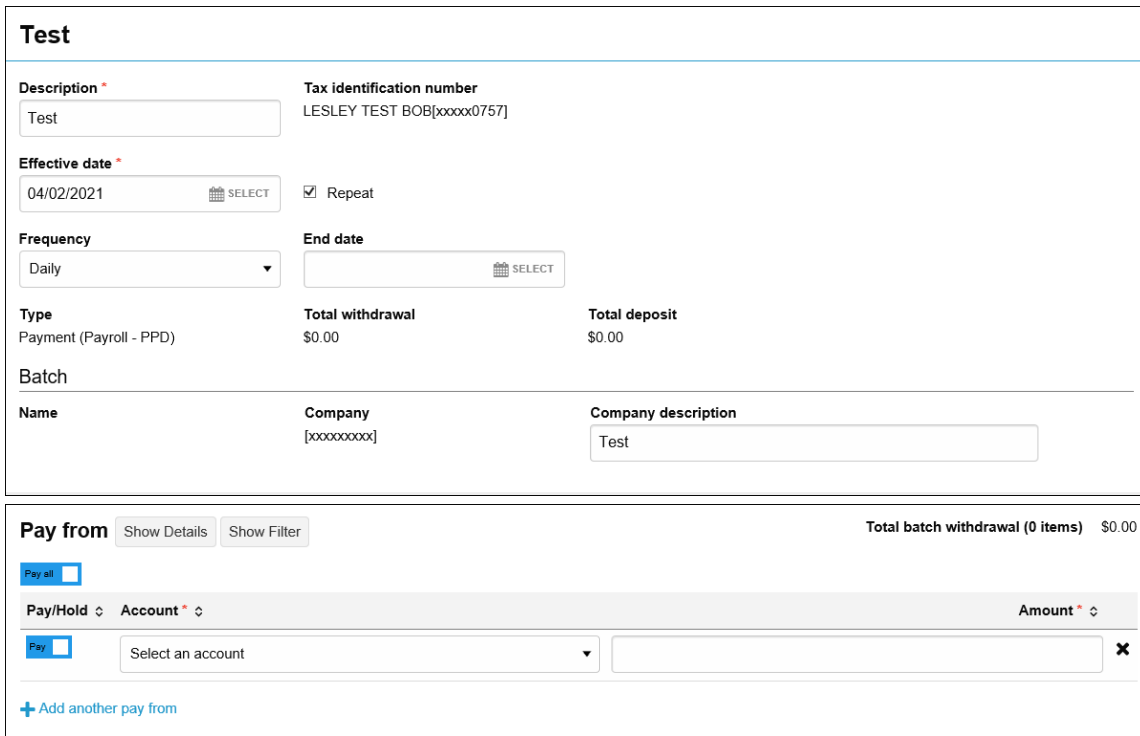 Test
Description *
Tax identification number
Test
LESLEY TEST BOB[xxxxx0757]
Effective date *
04/02/2021 SELECT
Repeat
Frequency
End date
Daily
SELECT
Type
Total withdrawal
Total deposit
Payment (Payroll - PPD)
$0.00
$0.00
Batch
Name
Company
Company description
[xxxxxxxxx]
Test
Pay from Show Details Show Filter
Total batch withdrawal (0 items) $0.00
Pay all
Pay/Hold Account * Amount *
Pay
Select an account
Add another pay from